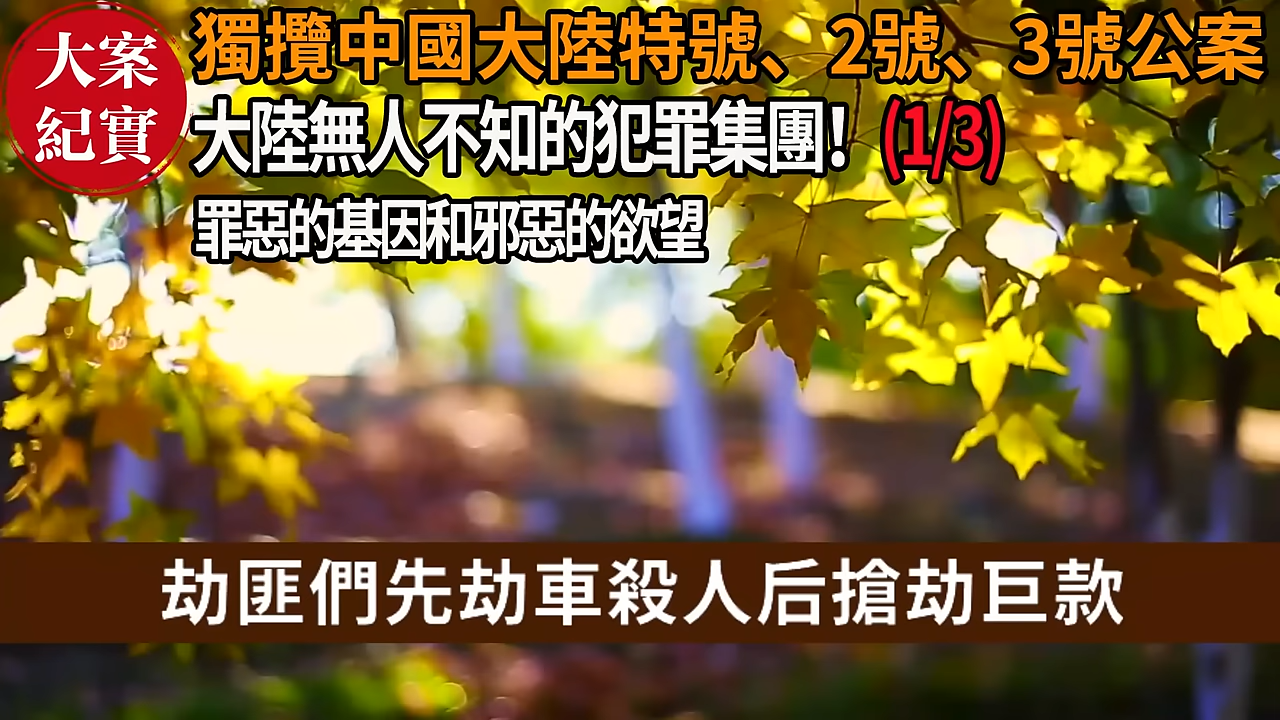 大案
紀實
獨攬中國大陸特號、2號、3號公案
大陸無人不知的犯罪集團！(1/3)
罪惡的基因和邪惡的欲望
劫匪們先劫車殺人后搶劫巨款